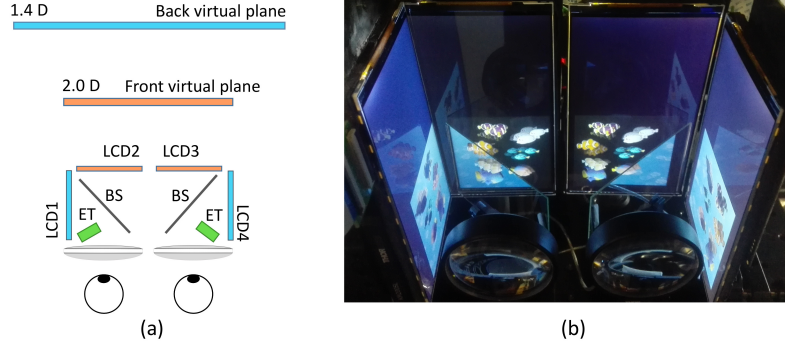 1.4 D
Back virtual plane
2.0 D
Front virtual plane
LCD2
LCD3
LCD1
BS
BS
ET
ET
LCD4
(a)
(b)